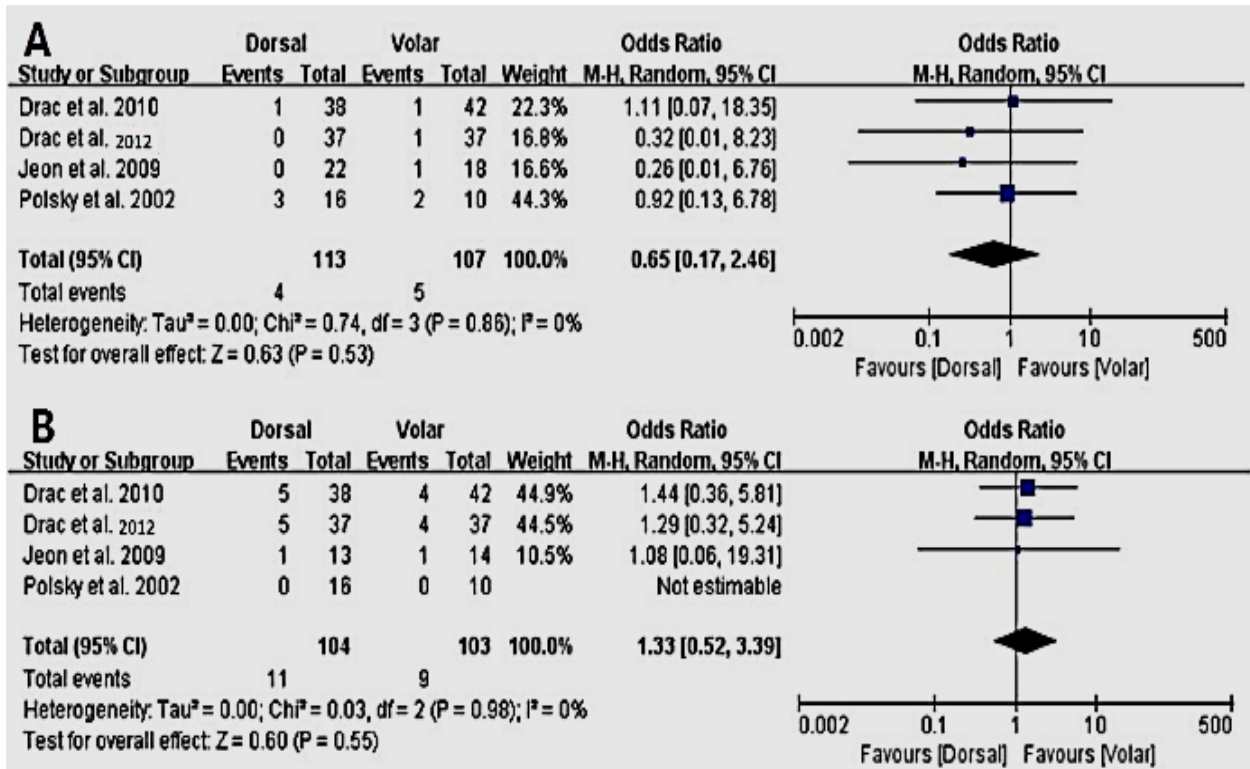 A
Dorsal Volar Odds Ratio Odds Ratio
Study or Subgroup Events Total Events Total Weight M-H, Random, 95% CI M-H, Random, 95% CI
Drac et al. 2010 1 38 1 42 22.3% 1.11 [0.07, 18.35]
Drac et al. 2012 0 37 1 37 16.8% 0.32 [0.01, 8.23]
Jeon et al. 2009 0 22 1 18 16.6% 0.26 [0.01, 6.76]
Polsky et al. 2002 3 16 2 10 44.3% 0.92 [0.13, 6.78]
Total (95% CI) 113 107 100.0% 0.65 [0.17, 2.46]
Total events 4 5
Heterogeneity: Tau² = 0.00; Chi² = 0.74, df = 3 (P = 0.86); I² = 0%
Test for overall effect: Z = 0.63 (P = 0.53)
0.002 0.1 1 10 500
Favours [Dorsal] Favours [Volar]
B
Dorsal Volar Odds Ratio Odds Ratio
Study or Subgroup Events Total Events Total Weight M-H, Random, 95% CI M-H, Random, 95% CI
Drac et al. 2010 5 38 4 42 44.9% 1.44 [0.36, 5.81]
Drac et al. 2012 5 37 4 37 44.5% 1.29 [0.32, 5.24]
Jeon et al. 2009 1 13 1 14 10.5% 1.08 [0.06, 19.31]
Polsky et al. 2002 0 16 0 10 Not estimable
Total (95% CI) 104 103 100.0% 1.33 [0.52, 3.39]
Total events 11 9
Heterogeneity: Tau² = 0.00; Chi² = 0.03, df = 2 (P = 0.98); I² = 0%
Test for overall effect: Z = 0.60 (P = 0.55)
0.002 0.1 1 10 500
Favours [Dorsal] Favours [Volar]